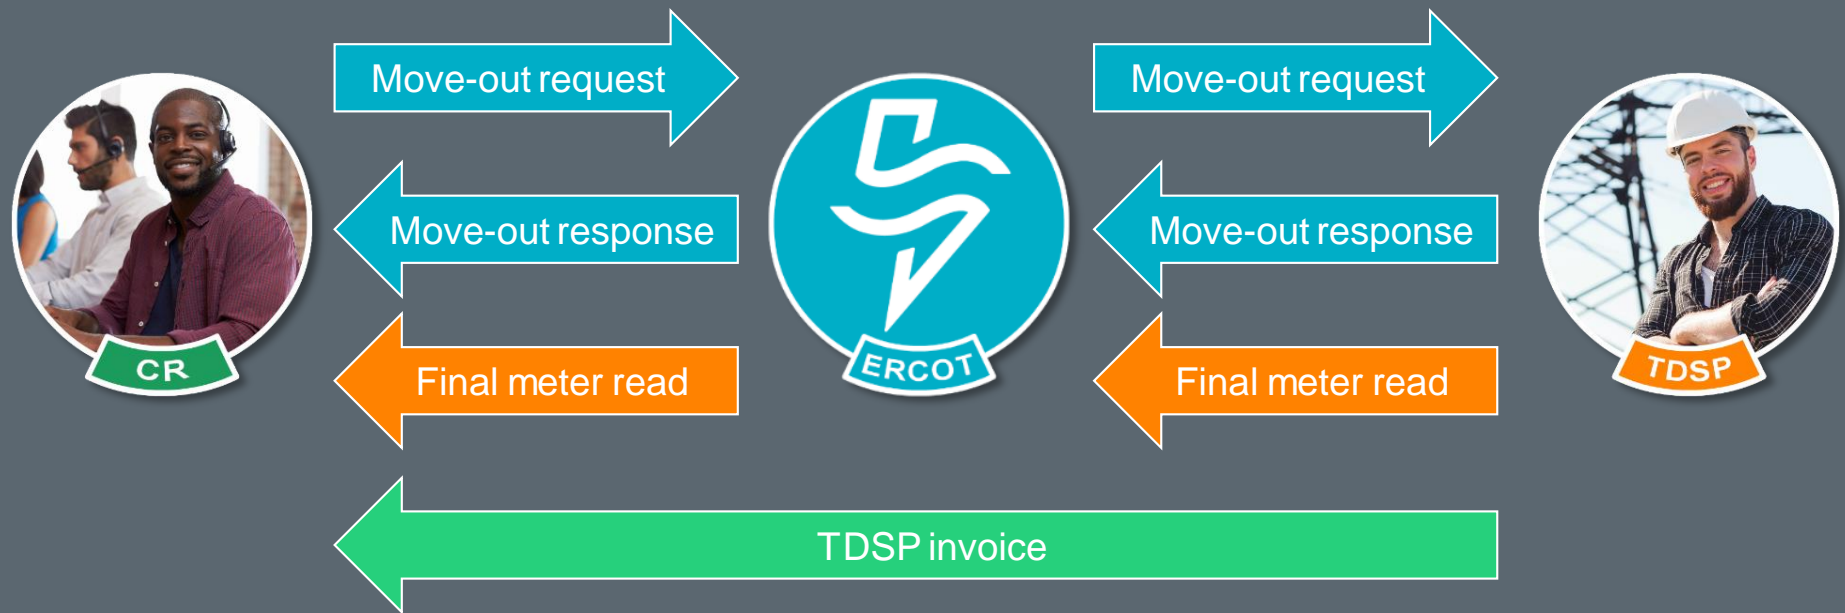 Move-out request
Move-out request
Move-out response
Move-out response
CR
ERCOT
TDSP
Final meter read
Final meter read
TDSP invoice